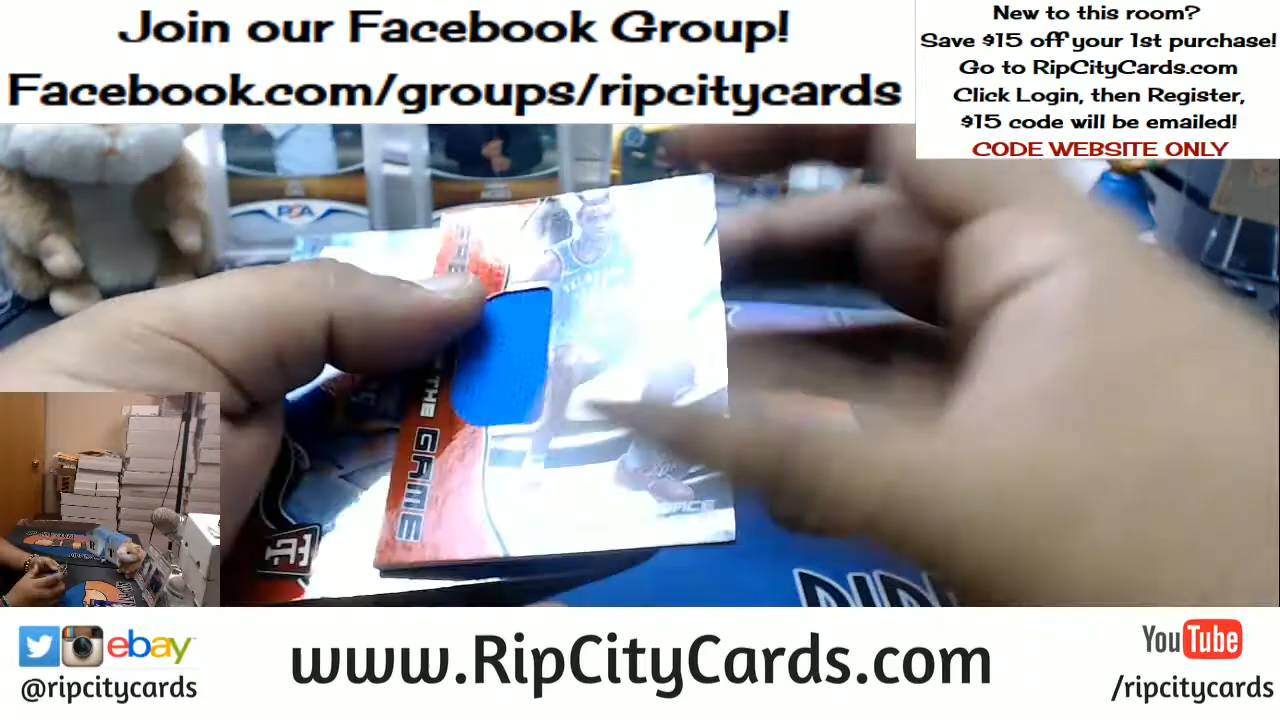 Join our Facebook Group!
Facebook.com/groups/ripcitycards
New to this room?
Save $15 off your 1st purchase!
Go to RipCityCards.com
Click Login, then Register,
$15 code will be emailed!
CODE WEBSITE ONLY
PSA
THE GAME
ebay
@ripcitycards
www.RipCityCards.com
YouTube
/ripcitycards